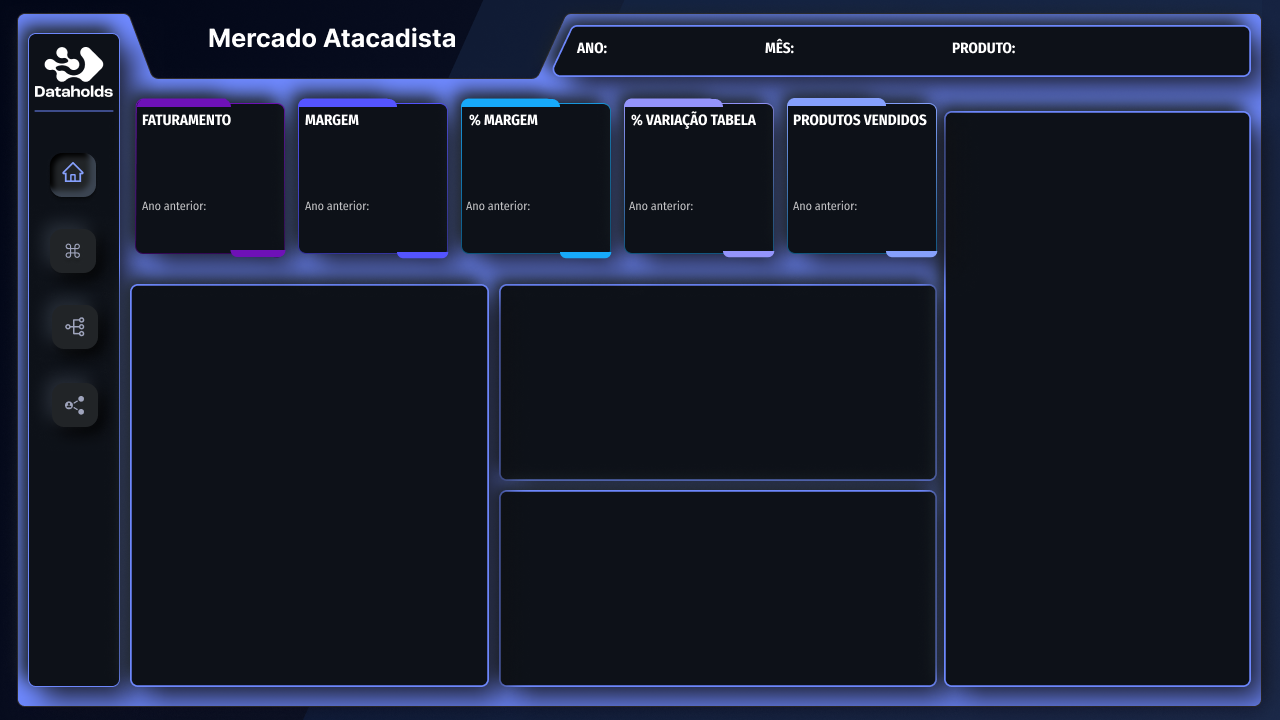 Mercado Atacadista
ANO:
MÊS:
PRODUTO:
Dataholds
FATURAMENTO
MARGEM
% MARGEM
% VARIAÇÃO TABELA
PRODUTOS VENDIDOS
Ano anterior:
Ano anterior:
Ano anterior:
Ano anterior:
Ano anterior: